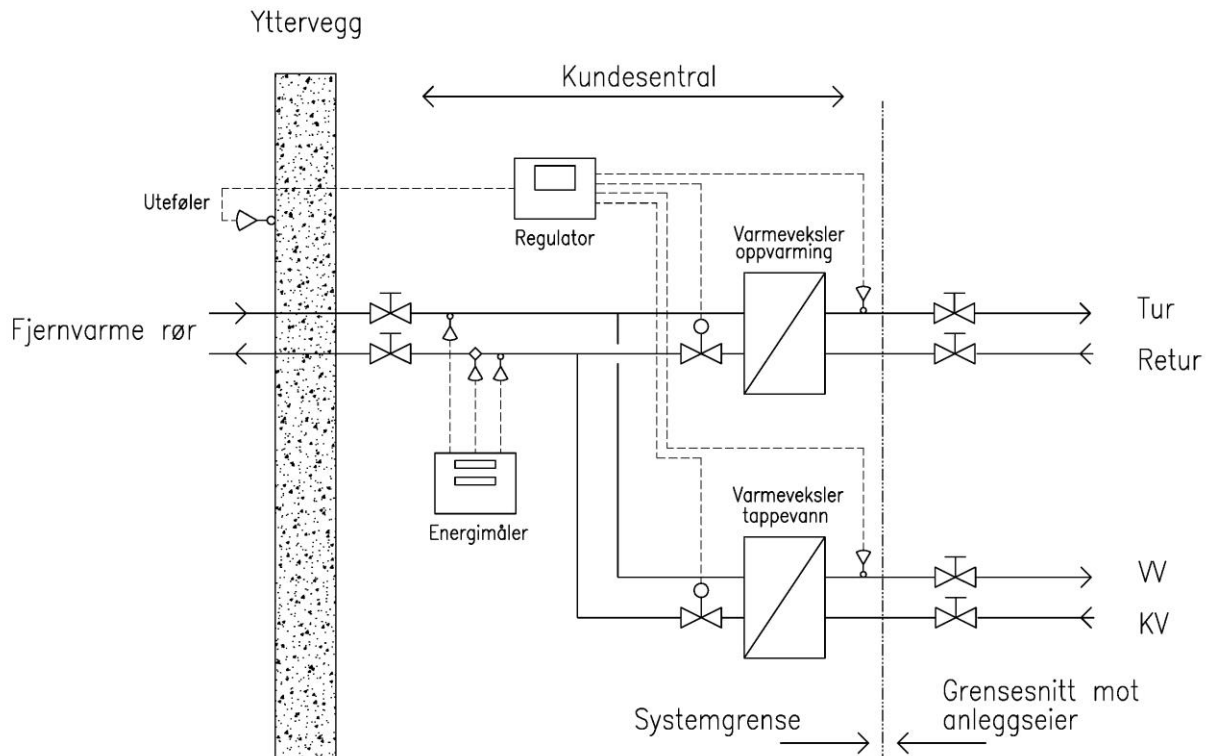 Yttervegg
Kundesentral
Uteføler
Regulator
Varmeveksler
oppvarming
Fjernvarme rør
Tur
Retur
Energimåler
Varmeveksler
tappevann
VV
KV
Systemgrense
Grensesnitt mot
anleggseier